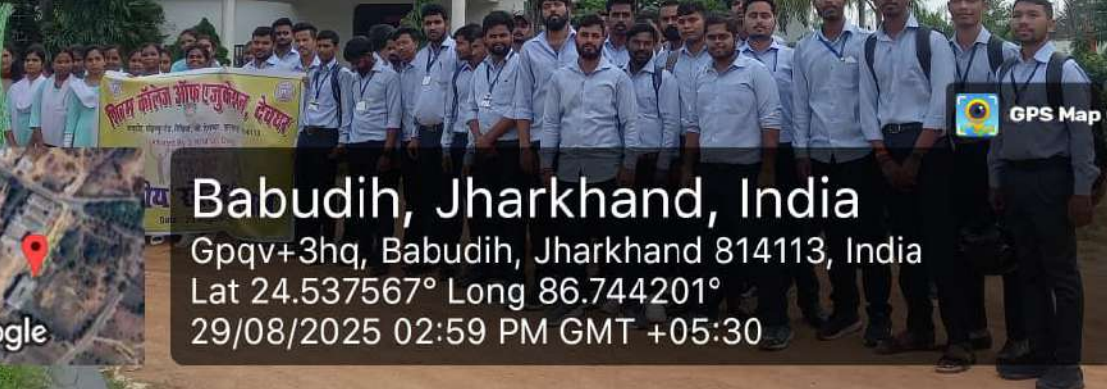 शिवम कॉलेज ऑफ एजुकेशन, देवघर
GPS Map
Babudih, Jharkhand, India
Gpqv+3hq, Babudih, Jharkhand 814113, India
Lat 24.537567° Long 86.744201°
29/08/2025 02:59 PM GMT +05:30
ogle